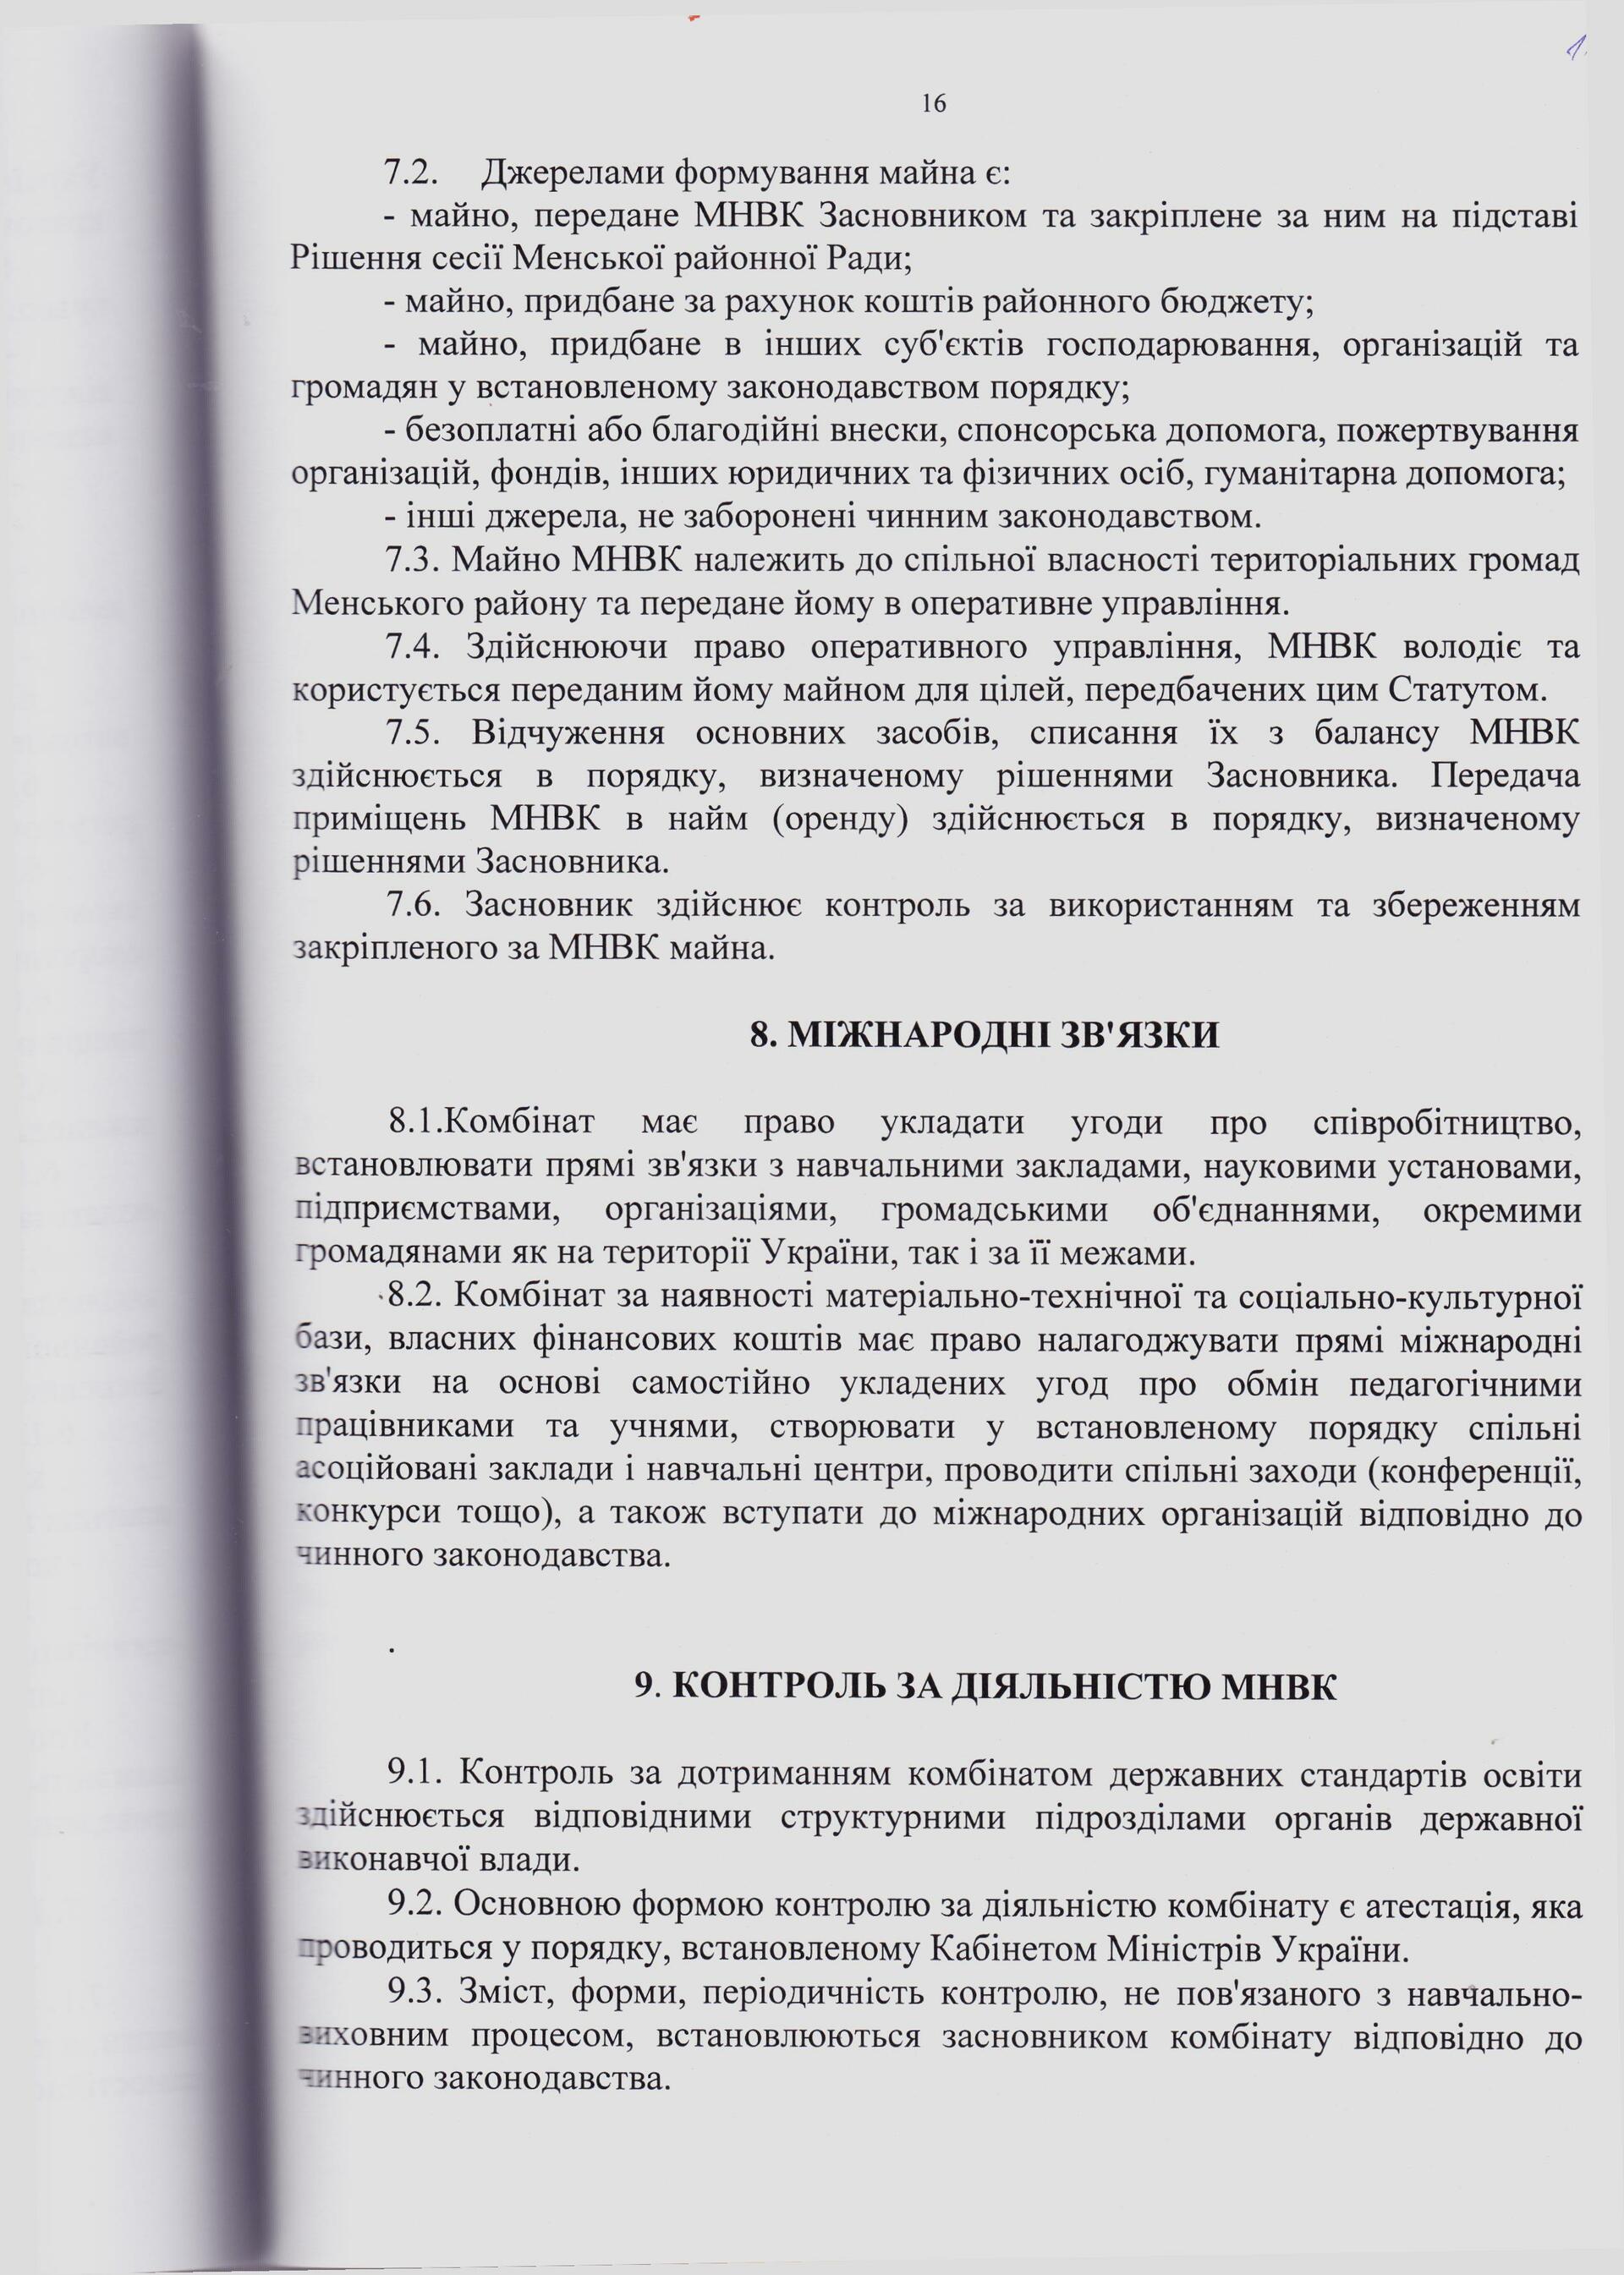 16
7.2. Джерелами формування майна є:
- майно, передане МНВК Засновником та закріплене за ним на підставі
Рішення сесії Менської районної Ради;
- майно, придбане за рахунок коштів районного бюджету;
- майно, придбане в інших суб'єктів господарювання, організацій та
громадян у встановленому законодавством порядку;
- безоплатні або благодійні внески, спонсорська допомога, пожертвування
організацій, фондів, інших юридичних та фізичних осіб, гуманітарна допомога;
- інші джерела, не заборонені чинним законодавством.
7.3. Майно МНВК належить до спільної власності територіальних громад
Менського району та передане йому в оперативне управління.
7.4. Здійснюючи право оперативного управління, МНВК володіє та
користується переданим йому майном для цілей, передбачених цим Статутом.
7.5. Відчуження основних засобів, списання їх з балансу МНВК
здійснюється в порядку, визначеному рішеннями Засновника. Передача
приміщень МНВК в найм (оренду) здійснюється в порядку, визначеному
рішеннями Засновника.
7.6. Засновник здійснює контроль за використанням та збереженням
закріпленого за МНВК майна.
8. МІЖНАРОДНІ ЗВ'ЯЗКИ
8.1.Комбінат має право укладати угоди про співробітництво,
встановлювати прямі зв'язки з навчальними закладами, науковими установами,
підприємствами, організаціями, громадськими об'єднаннями, окремими
громадянами як на території України, так і за її межами.
8.2. Комбінат за наявності матеріально-технічної та соціально-культурної
бази, власних фінансових коштів має право налагоджувати прямі міжнародні
зв'язки на основі самостійно укладених угод про обмін педагогічними
працівниками та учнями, створювати у встановленому порядку спільні
асоційовані заклади і навчальні центри, проводити спільні заходи (конференції,
конкурси тощо), а також вступати до міжнародних організацій відповідно до
чинного законодавства.
.
9. КОНТРОЛЬ ЗА ДІЯЛЬНІСТЮ МНВК
9.1. Контроль за дотриманням комбінатом державних стандартів освіти
здійснюється відповідними структурними підрозділами органів державної
виконавчої влади.
9.2. Основною формою контролю за діяльністю комбінату є атестація, яка
проводиться у порядку, встановленому Кабінетом Міністрів України.
9.3. Зміст, форми, періодичність контролю, не пов'язаного з навчально-
виховним процесом, встановлюються засновником комбінату відповідно до
чинного законодавства.